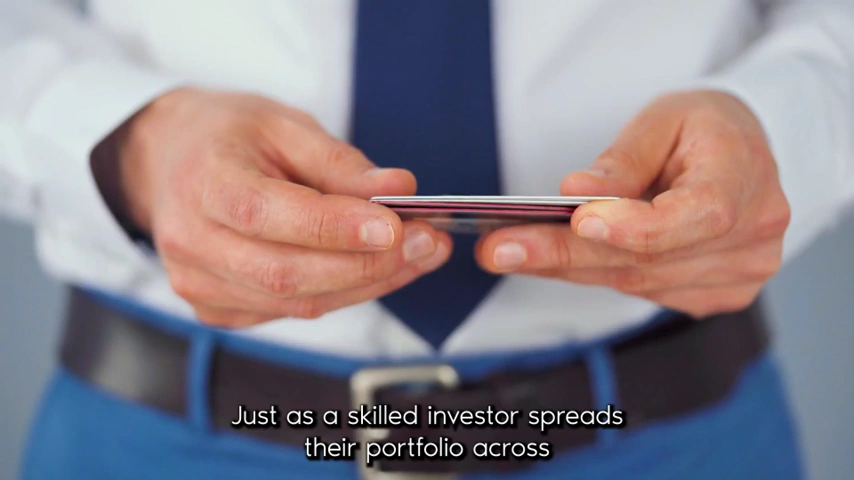 Just as a skilled investor spreads
their portfolio across